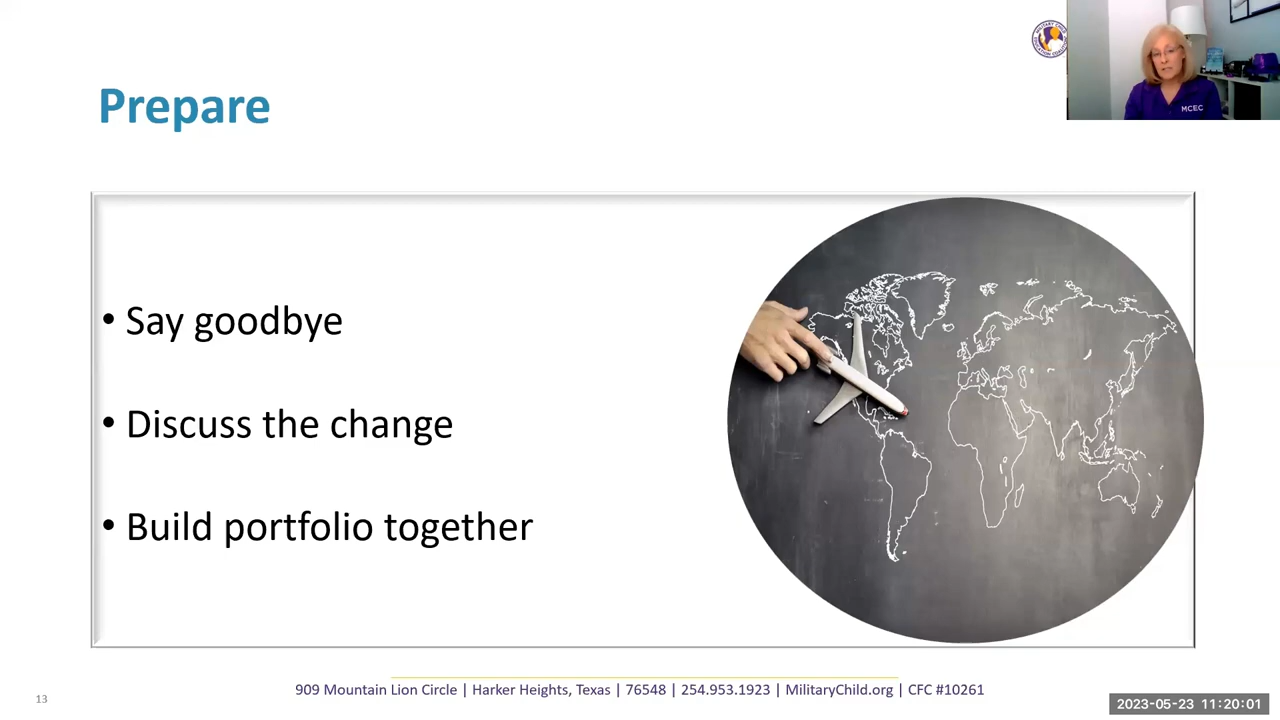 MCEC
Prepare
• Say goodbye
• Discuss the change
• Build portfolio together
909 Mountain Lion Circle | Harker Heights, Texas | 76548 | 254.953.1923 | MilitaryChild.org | CFC #10261
13
2023-05-23 11:20:01